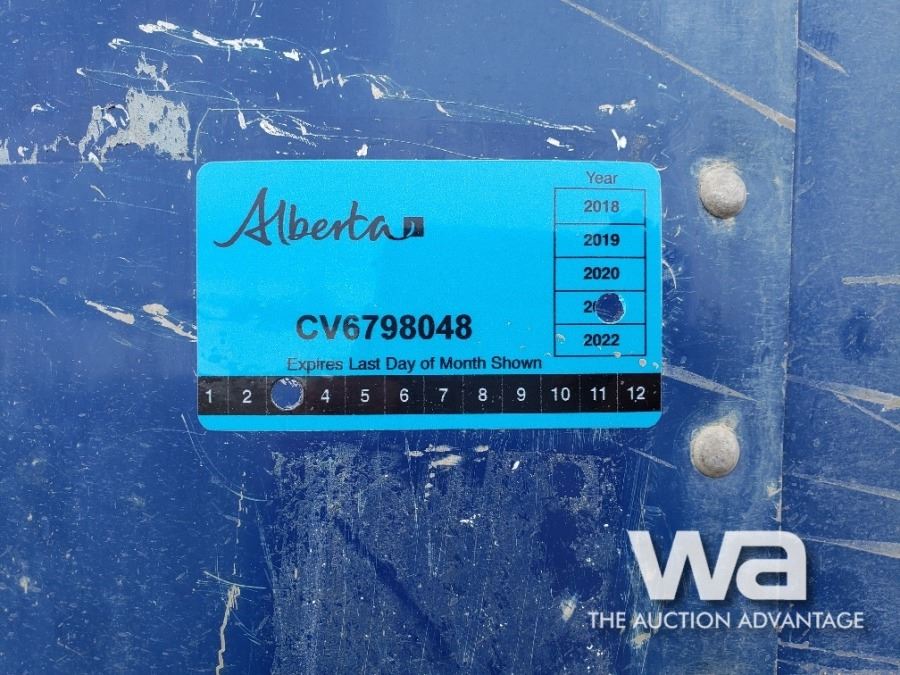 Alberta
Year
2018
2019
2020
2022
CV6798048
Expires Last Day of Month Shown
1 2 4 5 6 7 8 9 10 11 12
wa
THE AUCTION ADVANTAGE